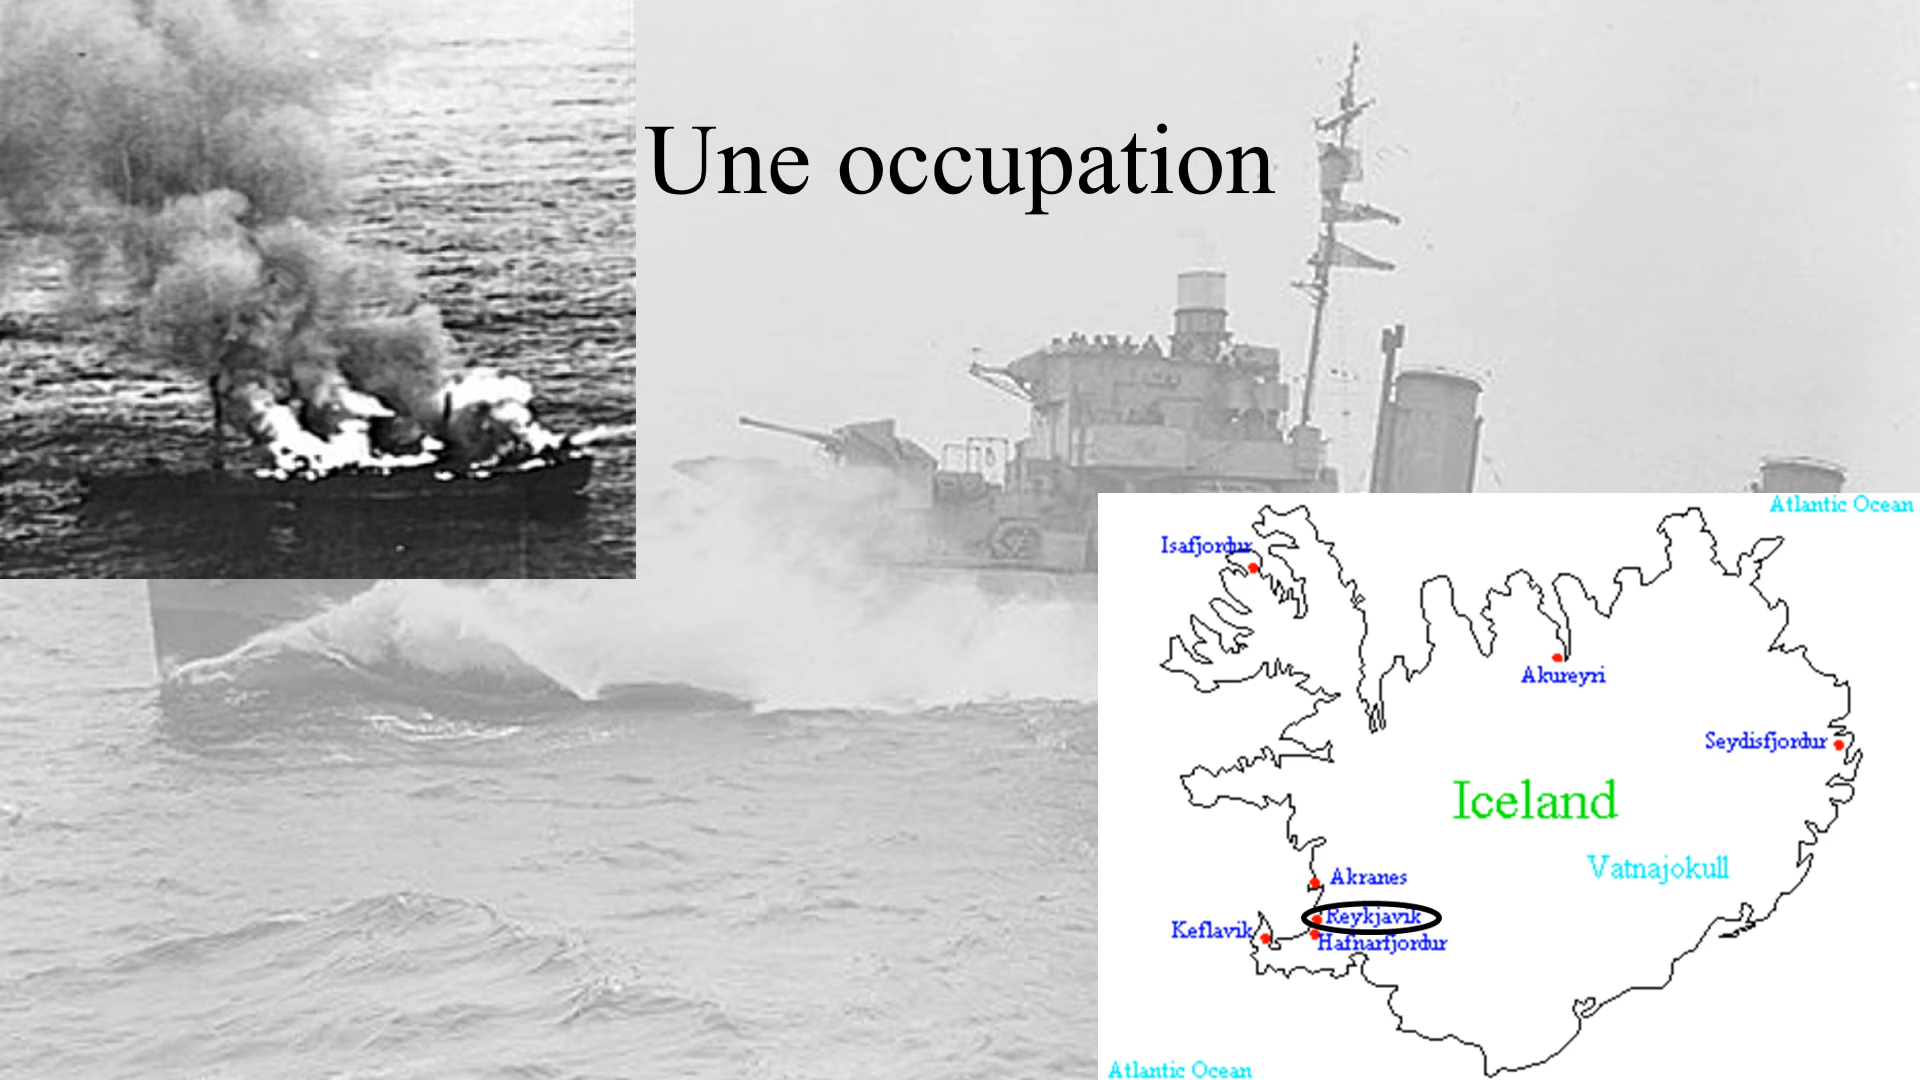 Une occupation
Atlantic Ocean
Isafjordur
Akureyri
Seydisfjordur
Iceland
Vatnajokull
Akranes
Reykjavik
Keflavik
Hafnarfjordur
Atlantic Ocean